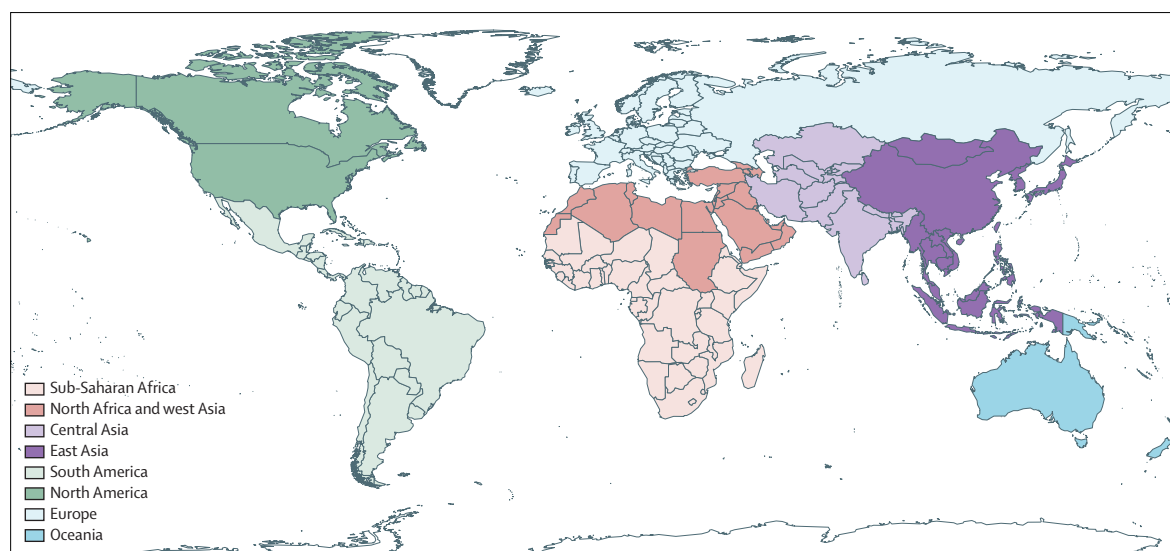 Sub-Saharan Africa
North Africa and west Asia
Central Asia
East Asia
South America
North America
Europe
Oceania